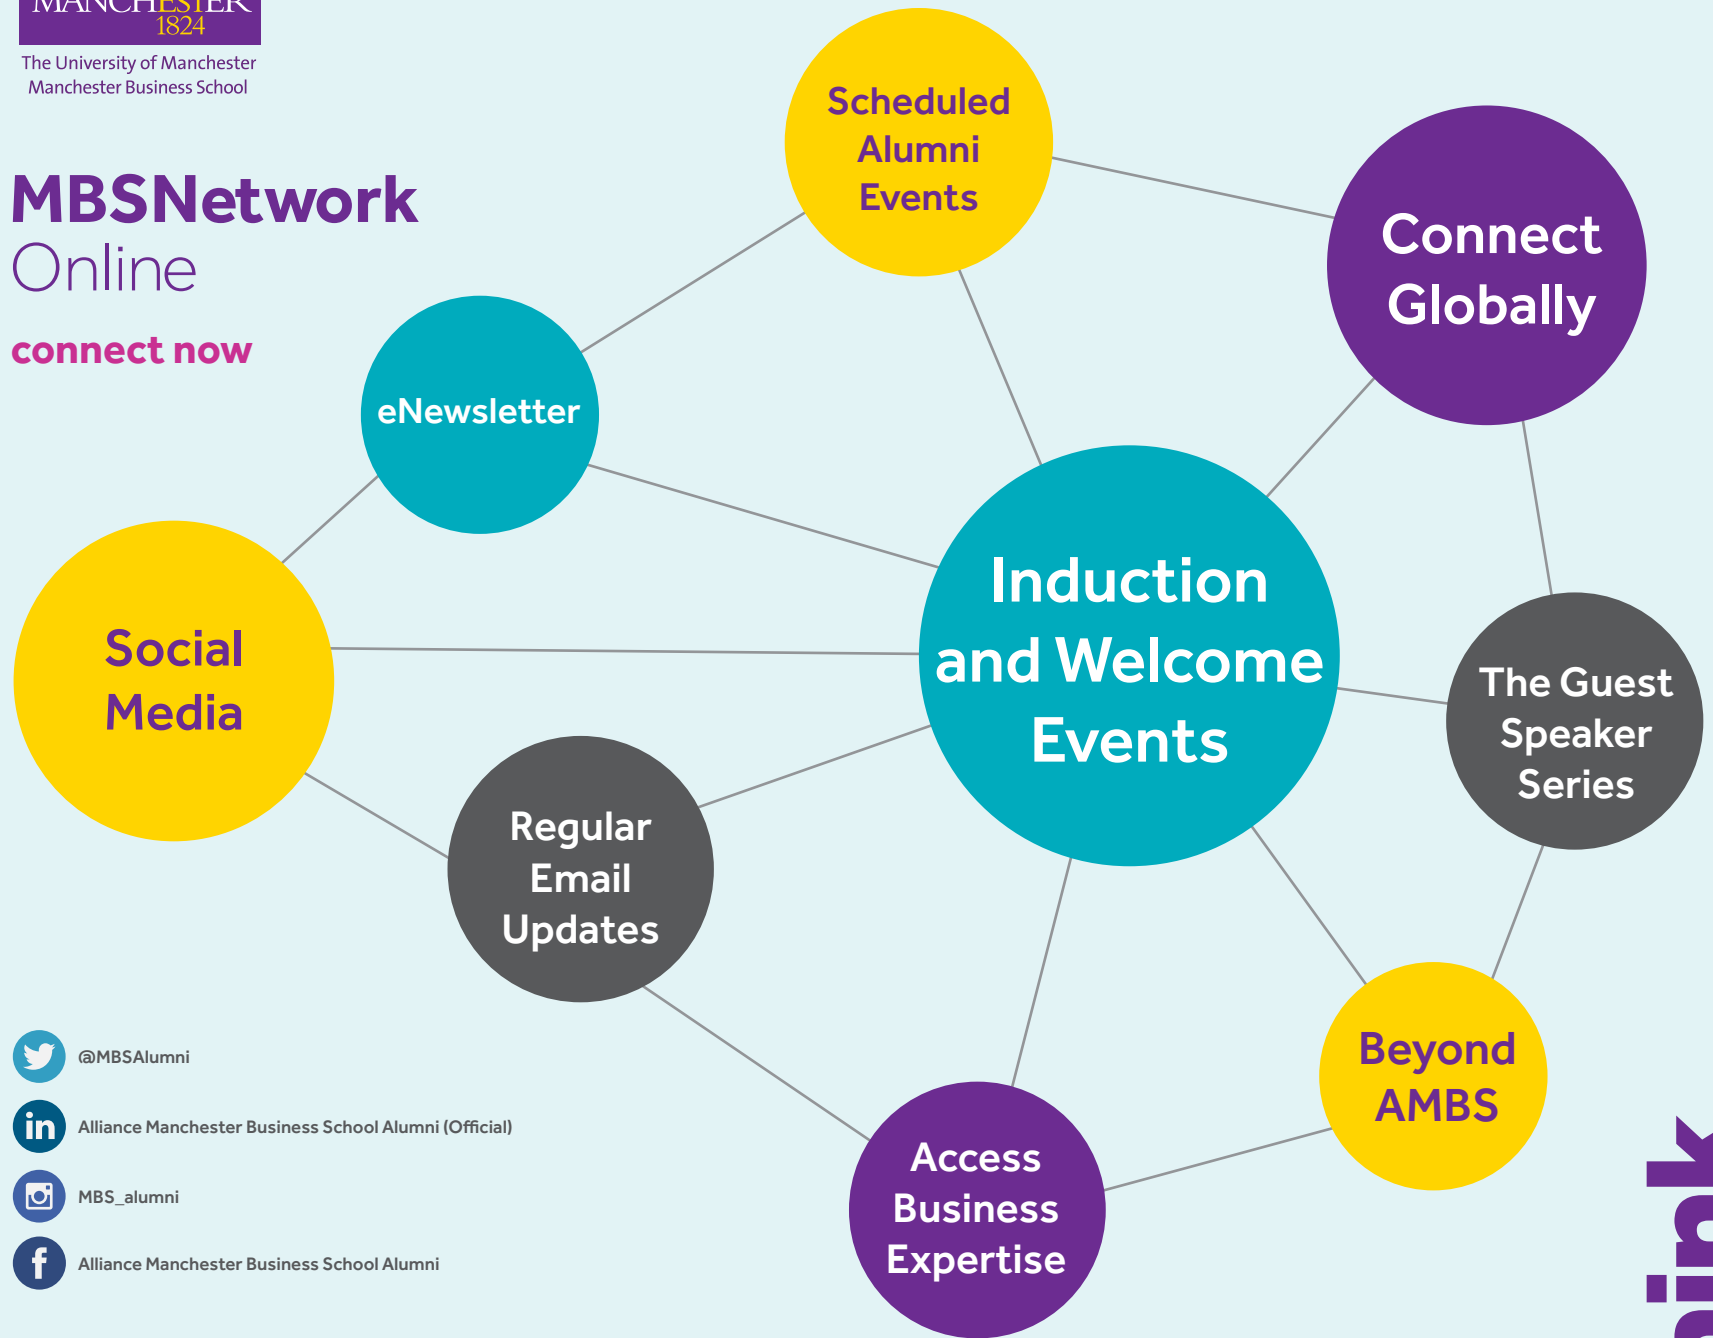 MANCHESTER
1824
The University of Manchester
Manchester Business School
MBSNetwork
Online
connect now
Scheduled
Alumni
Events
Connect
Globally
eNewsletter
Induction
and Welcome
Events
Social
Media
The Guest
Speaker
Series
Regular
Email
Updates
Beyond
AMBS
Access
Business
Expertise
@MBSAlumni
in
Alliance Manchester Business School Alumni (Official)
MBS_alumni
f
Alliance Manchester Business School Alumni